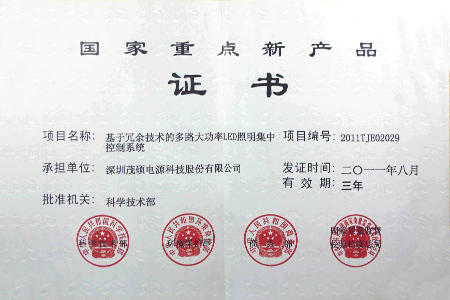 国家重点新产品
证书
项目名称: 基于冗余技术的多路大功率LED照明集中控制系统
项目编号: 2011TJE02029
承担单位: 深圳茂硕电源科技股份有限公司
发证时间: 二〇一一年八月
有效期: 三年
批准机关: 科学技术部